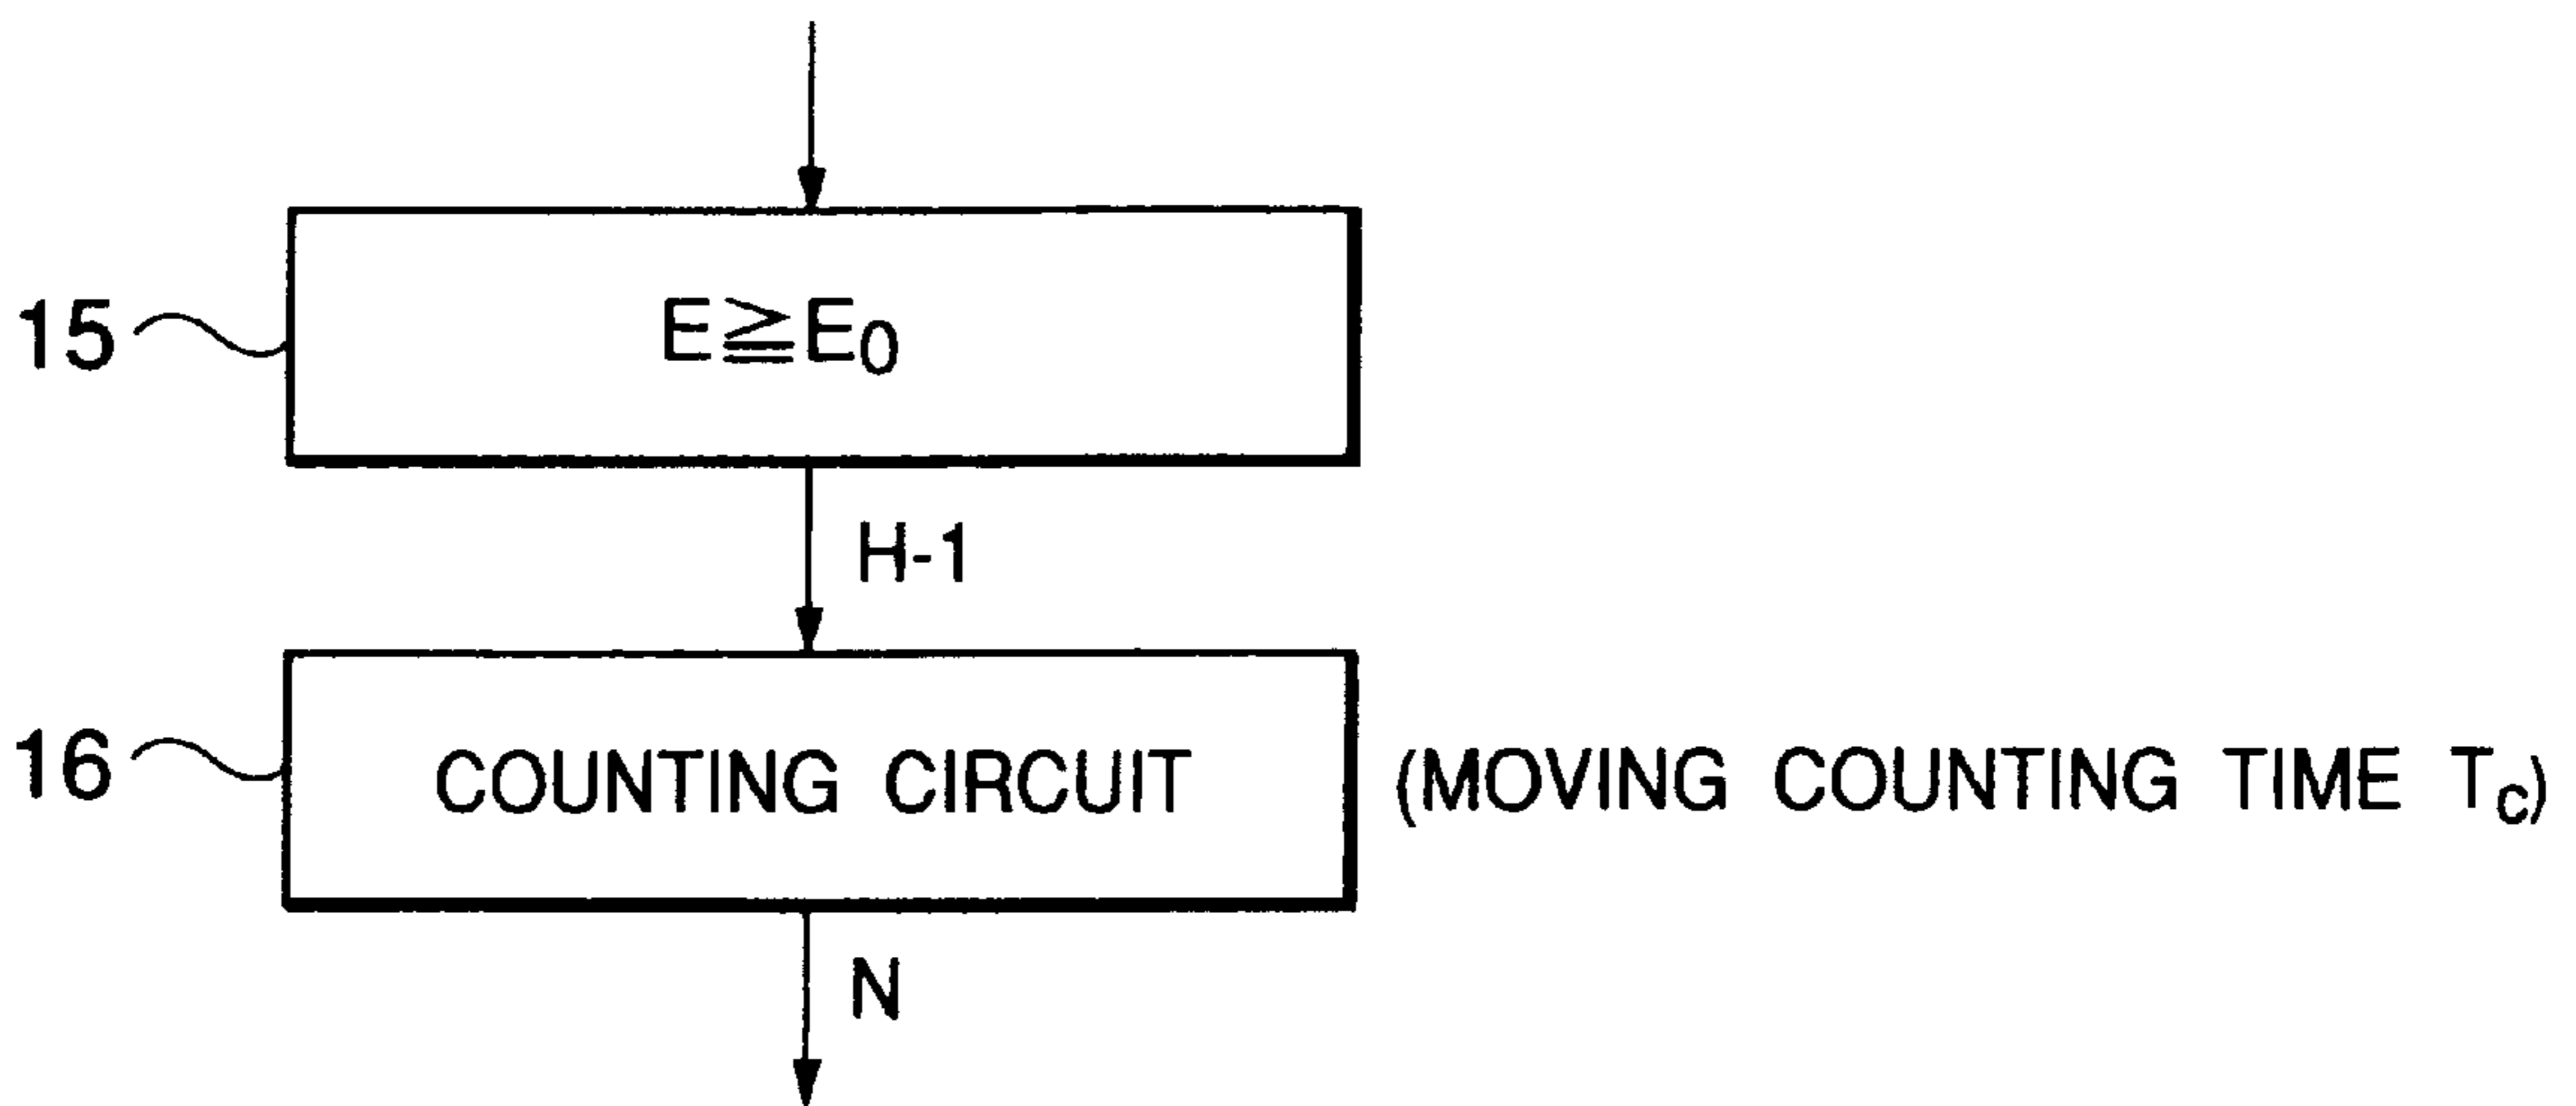 15
E≧E₀
H-1
16
COUNTING CIRCUIT
(MOVING COUNTING TIME Tc)
N